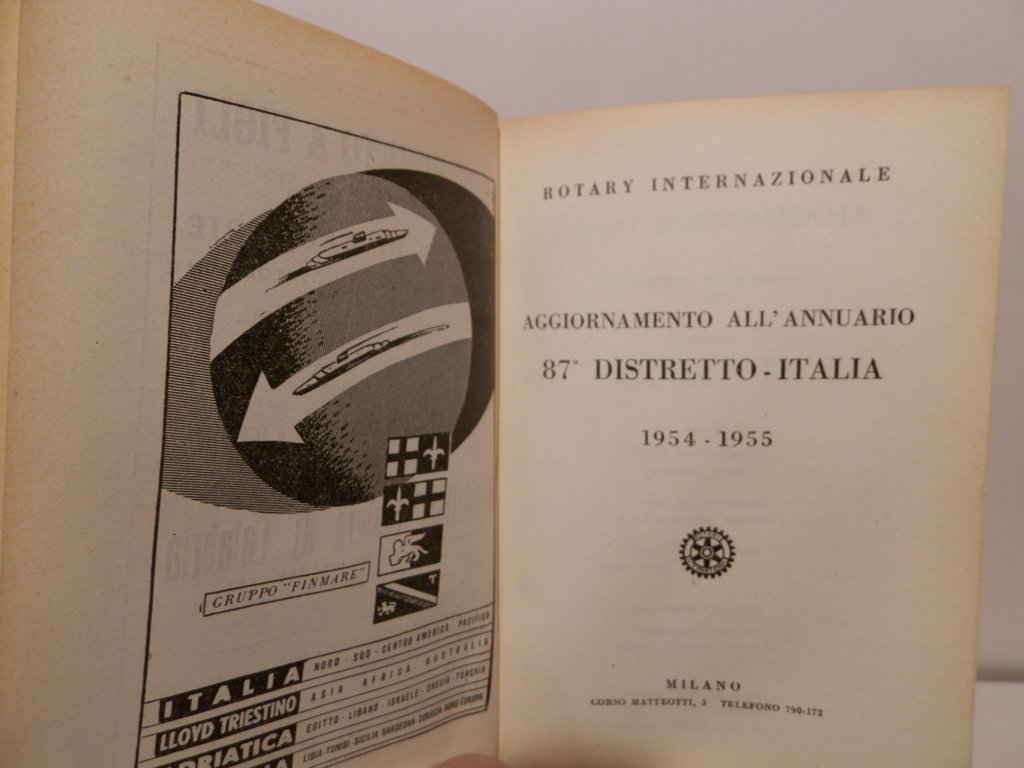 GRUPPO "FINMARE"
ITALIA NORD - SUD - CENTRO AMERICA - PACIFICO
LLOYD TRIESTINO ASIA AFRICA AUSTRALIA
ADRIATICA EGITTO - LIBANO - ISRAELE - GRECIA - TURCHIA
LIBIA - TUNISI - SICILIA - SARDEGNA - CORSICA - NORD EUROPA
ROTARY INTERNAZIONALE
AGGIORNAMENTO ALL'ANNUARIO
87° DISTRETTO - ITALIA
1954 - 1955
MILANO
CORSO MATTEOTTI, 3 TELEFONO 790-172